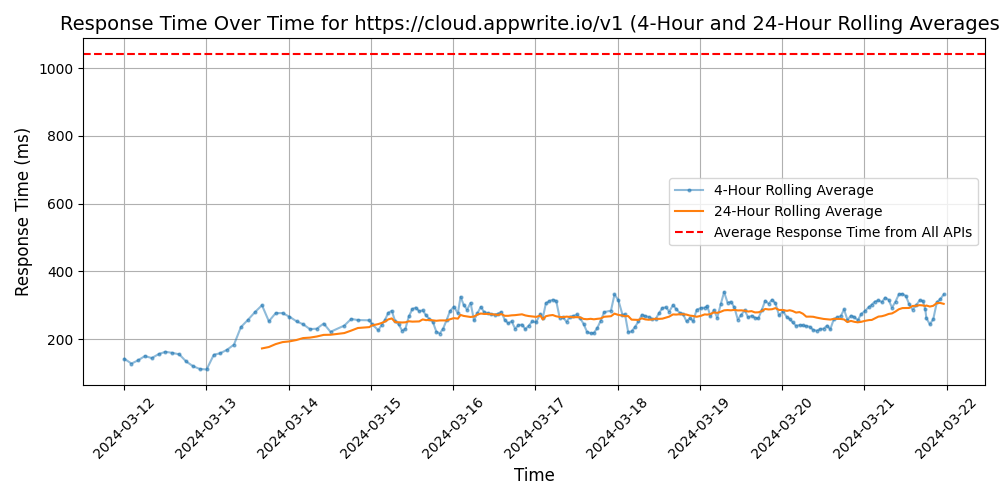 Response Time Over Time for https://cloud.appwrite.io/v1 (4-Hour and 24-Hour Rolling Averages
Response Time (ms)
1000
800
600
400
200
4-Hour Rolling Average
24-Hour Rolling Average
Average Response Time from All APIs
2024-03-12
2024-03-13
2024-03-14
2024-03-15
2024-03-16
2024-03-17
2024-03-18
2024-03-19
2024-03-20
2024-03-21
2024-03-22
Time